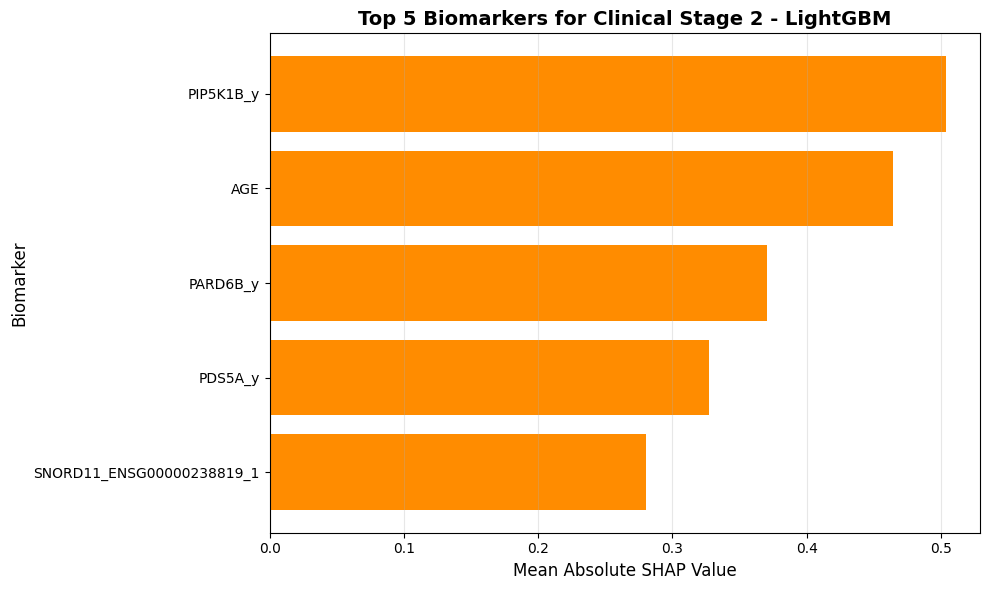 Top 5 Biomarkers for Clinical Stage 2 - LightGBM
Biomarker
PIP5K1B_y
AGE
PARD6B_y
PDS5A_y
SNORD11_ENSG00000238819_1
0.0 0.1 0.2 0.3 0.4 0.5
Mean Absolute SHAP Value